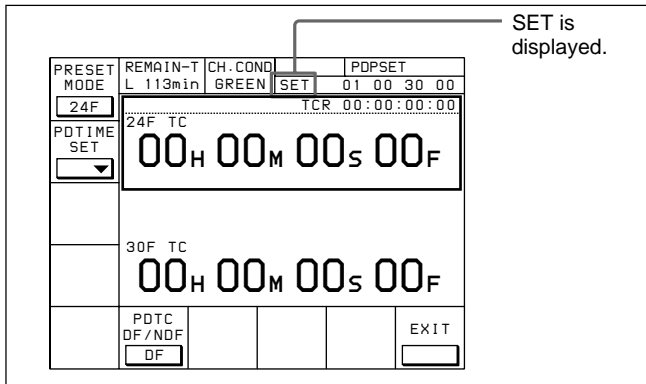 SET is
displayed.
PRESET
MODE
24F
REMAIN-T CH.COND PDPSET
L 113min GREEN SET 01 00 30 00
TCR 00:00:00:00
PDTIME
SET
24F TC
00H 00M 00S 00F
30F TC
00H 00M 00S 00F
PDTC
DF/NDF
DF
EXIT